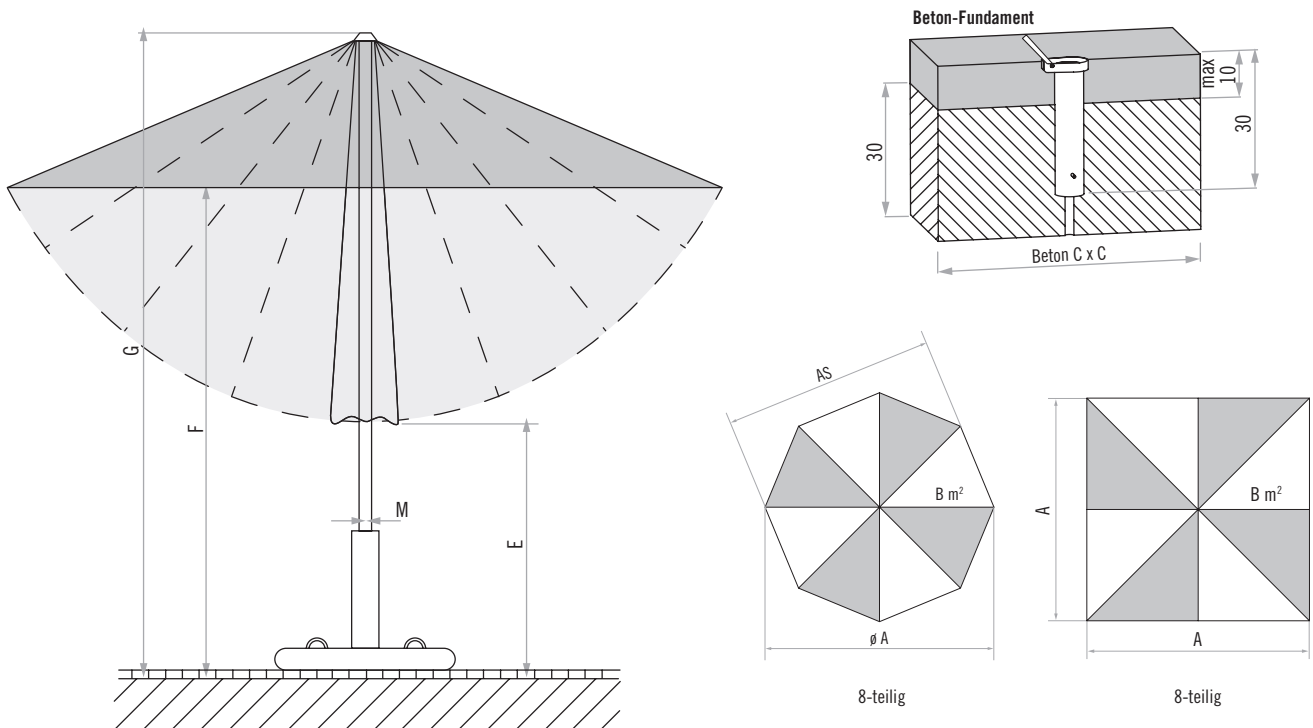 Beton-Fundament
max
10
30
30
Beton C x C
G
F
E
M
AS
B m²
ø A
8-teilig
A
B m²
A
8-teilig